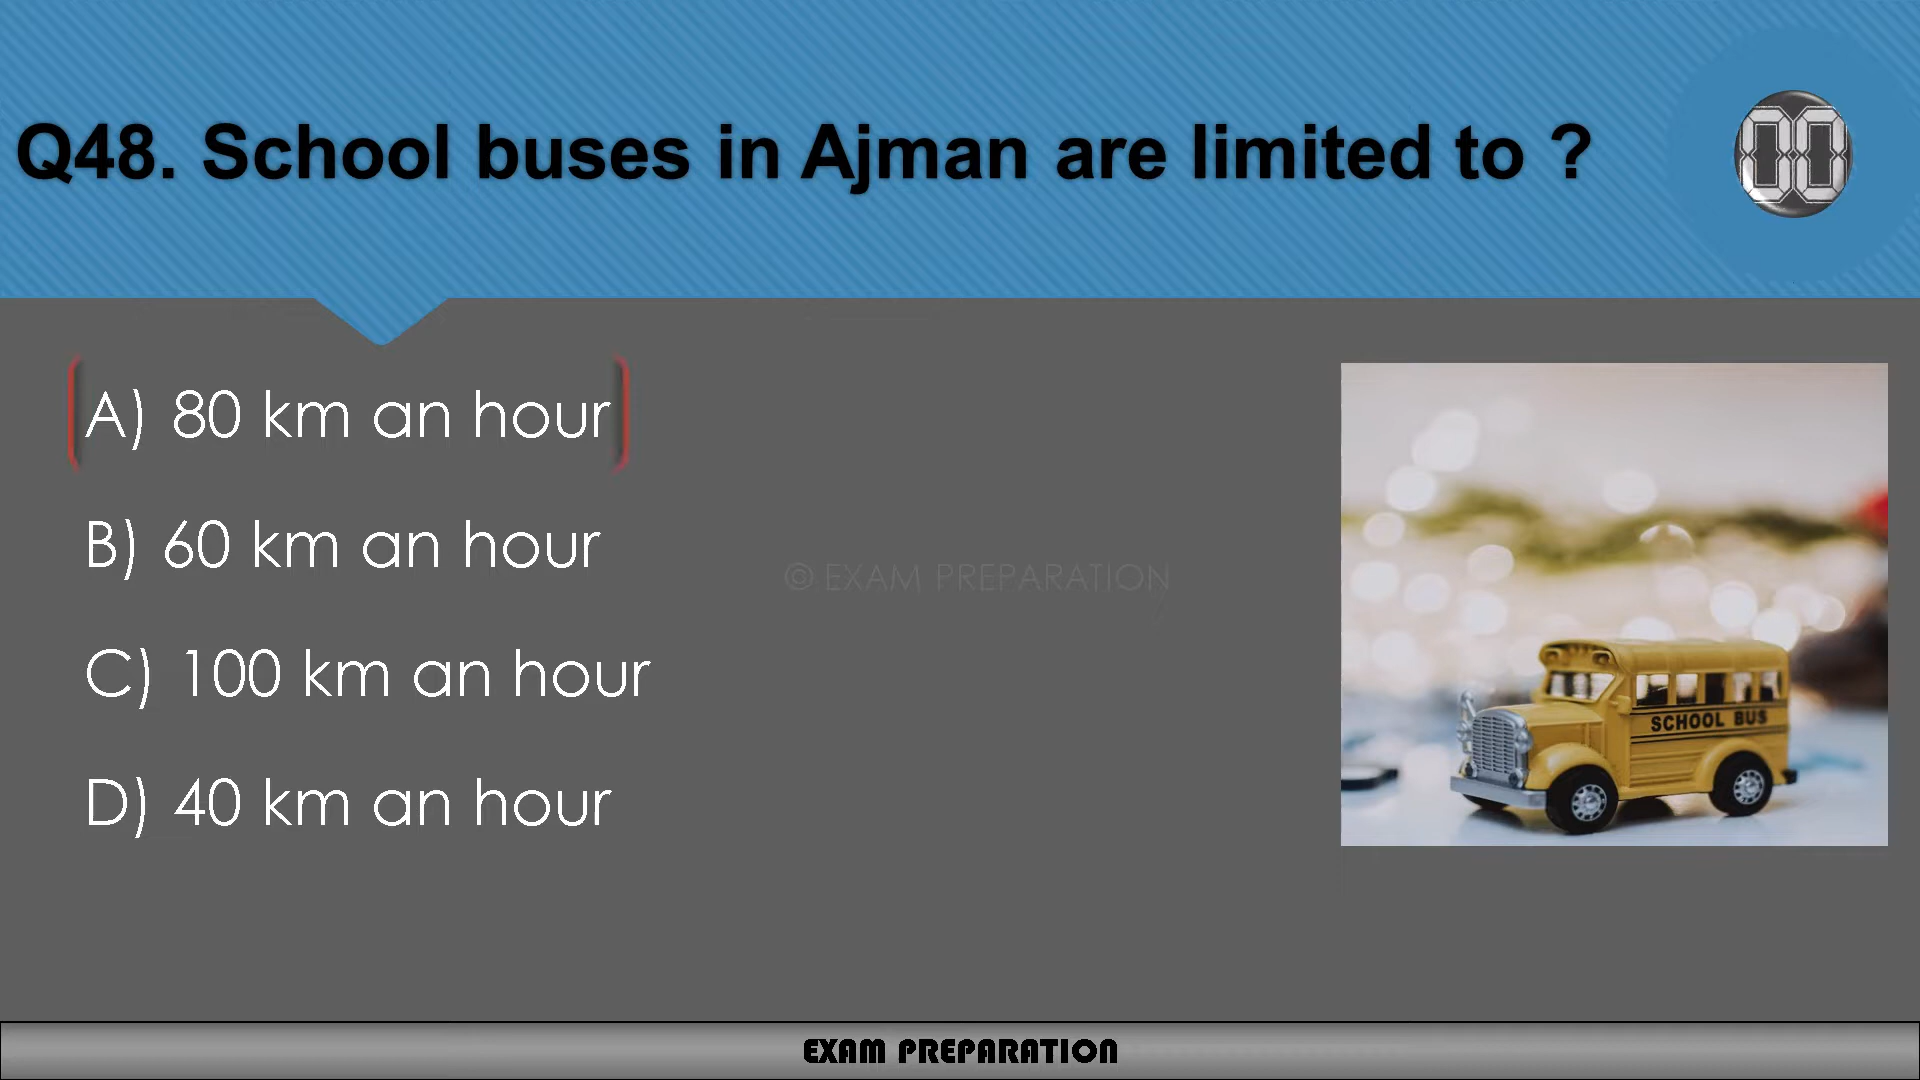 Q48. School buses in Ajman are limited to ?
00
A) 80 km an hour
B) 60 km an hour
C) 100 km an hour
D) 40 km an hour
© EXAM PREPARATION
SCHOOL BUS
EXAM PREPARATION